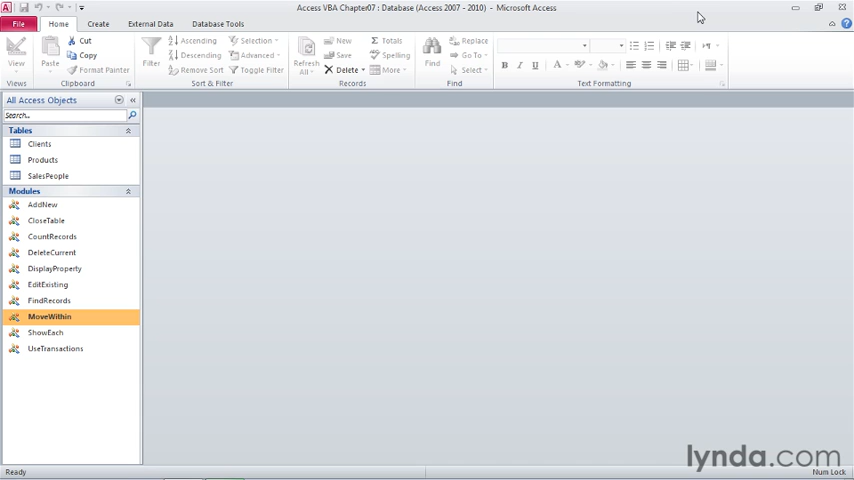 Access VBA Chapter07 : Database (Access 2007 - 2010) - Microsoft Access
File Home Create External Data Database Tools
View
Views
Paste
Cut
Copy
Format Painter
Clipboard
Filter
Ascending
Descending
Remove Sort
Selection
Advanced
Toggle Filter
Sort & Filter
Refresh
All
New
Save
Delete
Totals
Spelling
More
Records
Find
Replace
Go To
Select
Find
B I U
A
Text Formatting
All Access Objects
Search...
Tables
Clients
Products
SalesPeople
Modules
AddNew
CloseTable
CountRecords
DeleteCurrent
DisplayProperty
EditExisting
FindRecords
MoveWithin
ShowEach
UseTransactions
lynda.com
Ready
Num Lock